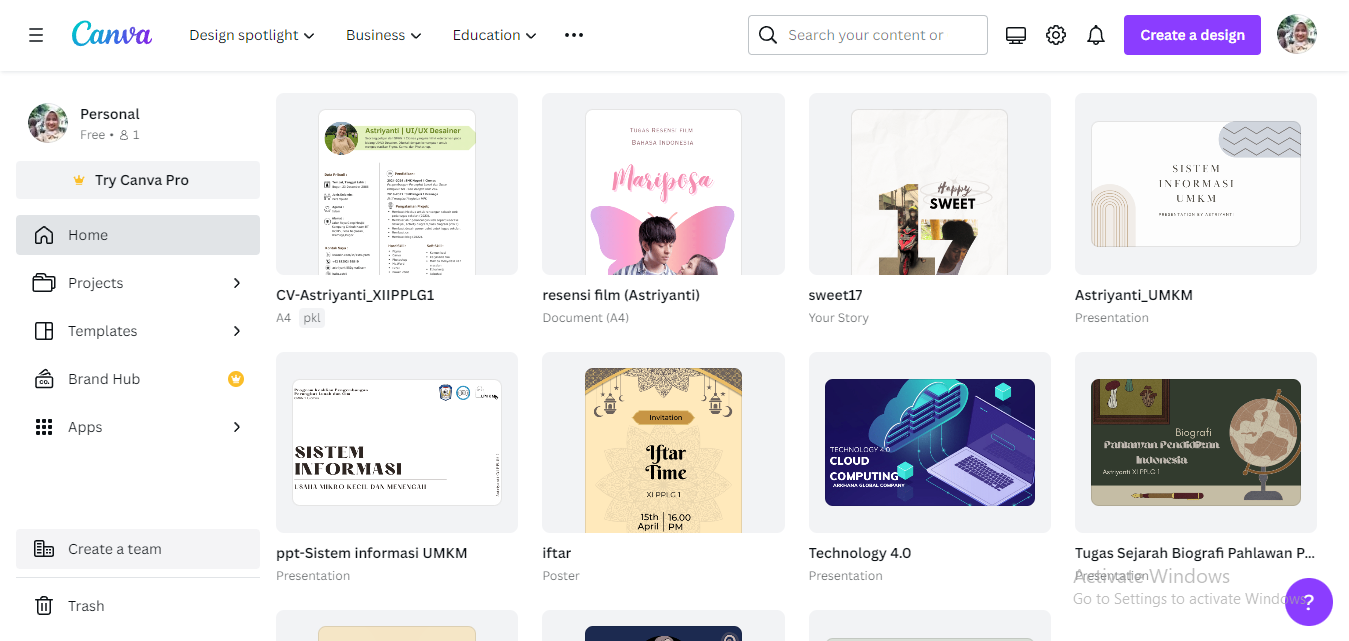 Canva
Design spotlight
Business
Education
Search your content or
Create a design
Personal
Free • 1
Try Canva Pro
Home
Projects
Templates
Brand Hub
Apps
Create a team
Trash
Astriyanti | UI/UX Desainer
CV-Astriyanti_XIIPPLG1
A4 pkl
TUGAS RESENSI FILM
BAHASA INDONESIA
Mariposa
resensi film (Astriyanti)
Document (A4)
Happy
SWEET
17
sweet17
Your Story
SISTEM
INFORMASI
UMKM
PRESENTATION BY ASTRIYANTI
Astriyanti_UMKM
Presentation
SISTEM
INFORMASI
USAHA MIKRO KECIL DAN MENENGAH
ppt-Sistem informasi UMKM
Presentation
Invitation
Iftar
Time
XI PPLG 1
15th
April
16.00
PM
iftar
Poster
TECHNOLOGY 4.0
CLOUD
COMPUTING
ARKHANA GLOBAL COMPANY
Technology 4.0
Presentation
Biografi
Pahlawan Pendidikan
Indonesia
Astriyanti XI PPLG 1
Tugas Sejarah Biografi Pahlawan P...
Presentation
Activate Windows
Go to Settings to activate Windows.
?